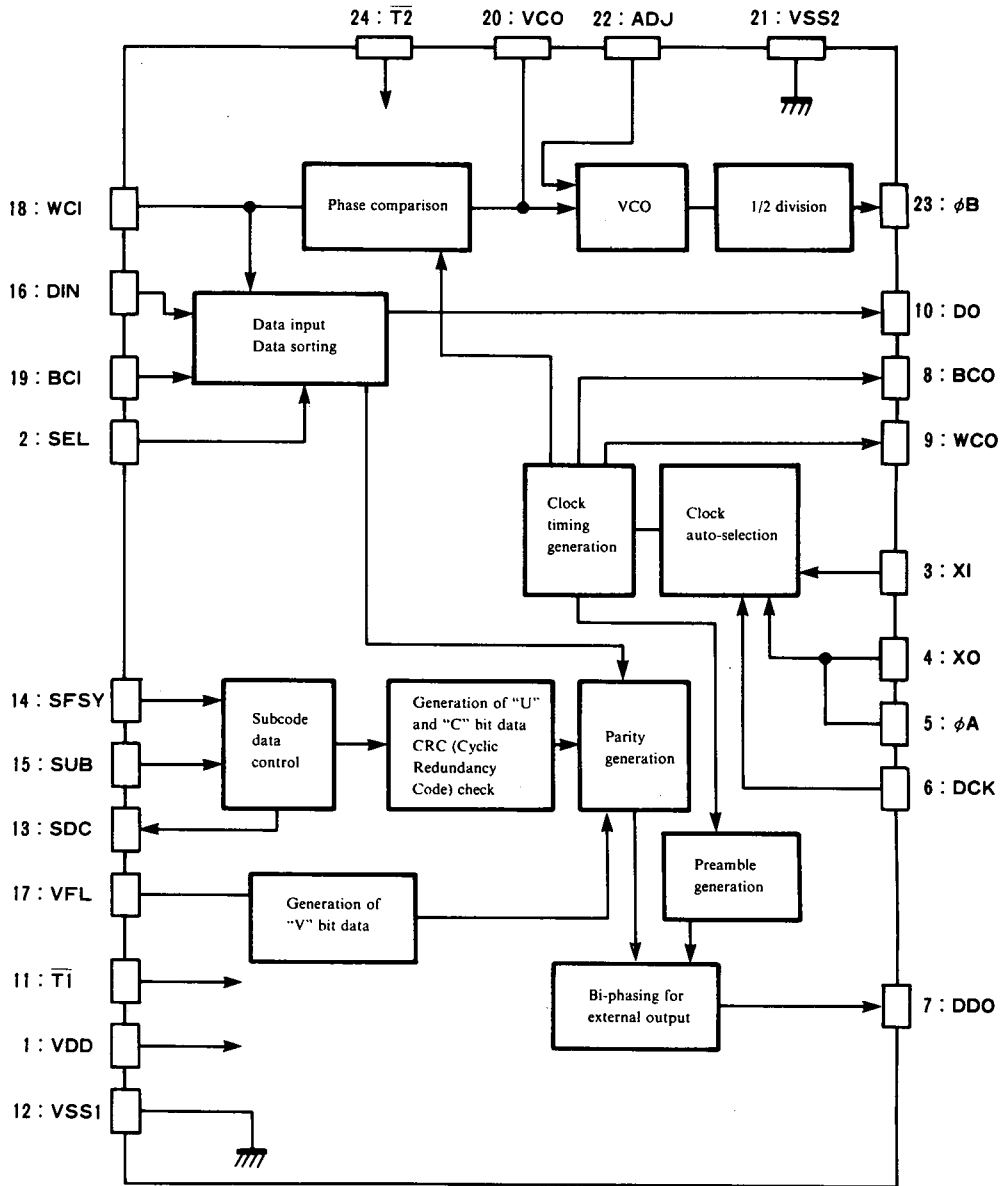 24 : T2
20 : VCO
22 : ADJ
21 : VSS2
18 : WCI
Phase comparison
VCO
1/2 division
23 : φB
16 : DIN
Data input
Data sorting
10 : DO
19 : BCI
8 : BCO
2 : SEL
9 : WCO
Clock
timing
generation
Clock
auto-selection
3 : XI
4 : XO
14 : SFSY
Subcode
data
control
Generation of "U"
and "C" bit data
CRC (Cyclic
Redundancy
Code) check
Parity
generation
5 : φA
15 : SUB
6 : DCK
13 : SDC
17 : VFL
Generation of
"V" bit data
Preamble
generation
11 : T1
Bi-phasing for
external output
7 : DDO
1 : VDD
12 : VSS1